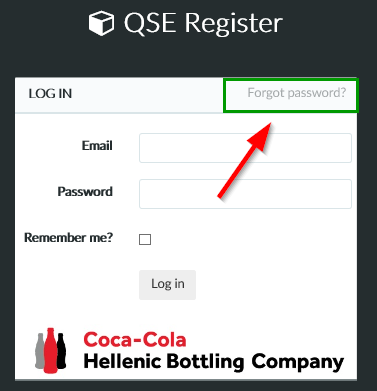 QSE Register
LOG IN Forgot password?
Email
Password
Remember me?
Log in
Coca-Cola
Hellenic Bottling Company